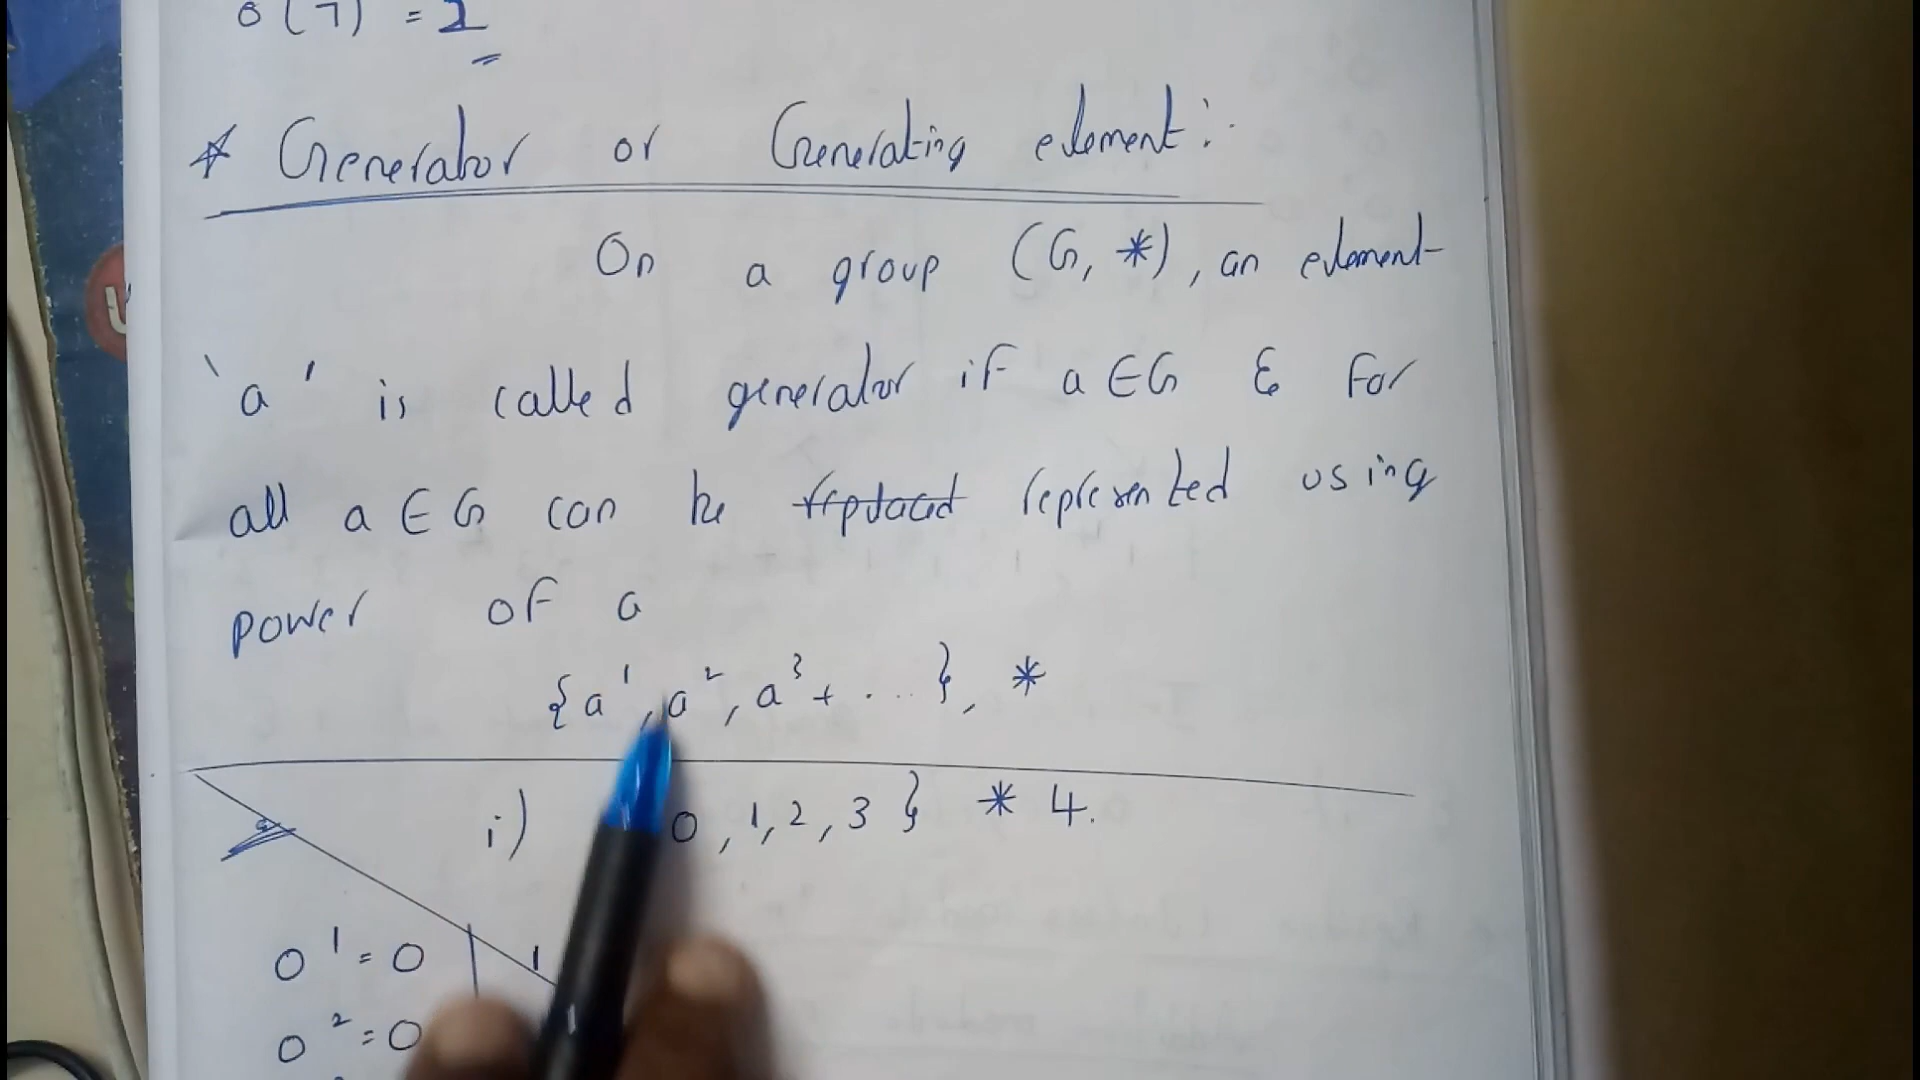 o(7) = 2
* Generator or Generating element:-
On a group (G, *), an element
'a' is called generator if a ∈ G & for
all a ∈ G can be replaced represented using
power of a
{a¹, a², a³ + ... }, *
i) 0, 1, 2, 3 } * 4.
0¹ = 0 | 1
0² = 0